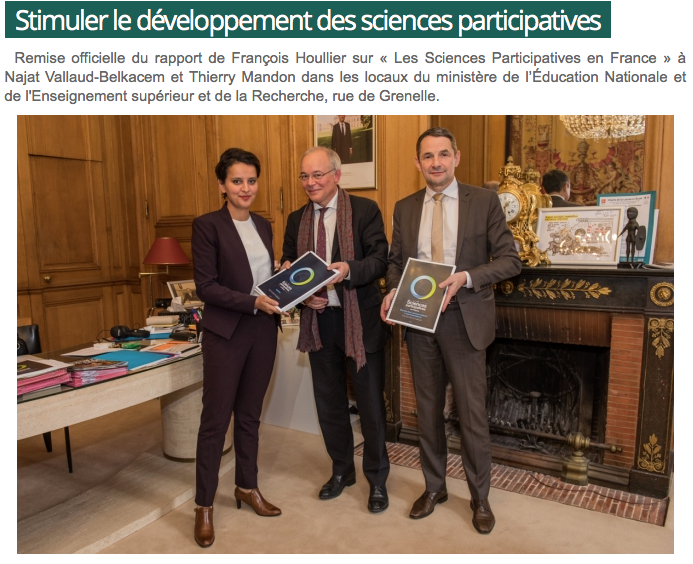 Stimuler le développement des sciences participatives
Remise officielle du rapport de François Houllier sur « Les Sciences Participatives en France » à
Najat Vallaud-Belkacem et Thierry Mandon dans les locaux du ministère de l'Éducation Nationale et
de l'Enseignement supérieur et de la Recherche, rue de Grenelle.
Sciences